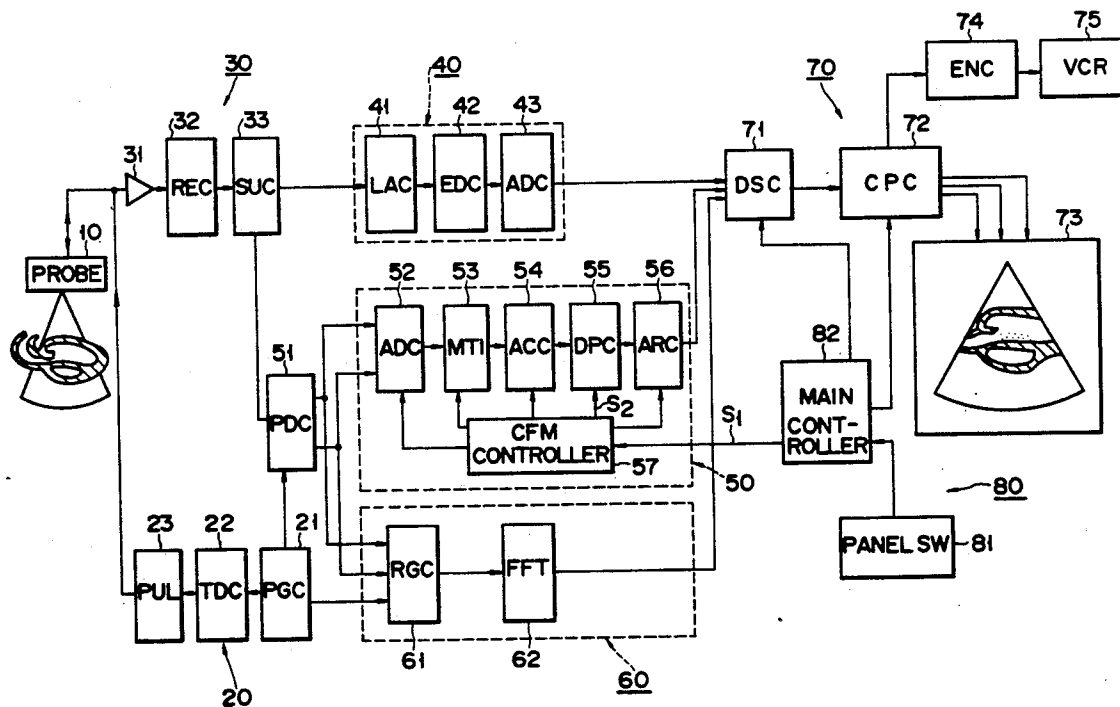 74
75
ENC
VCR
30
40
70
32
33
41
42
43
71
72
31
REC
SUC
LAC
EDC
ADC
DSC
CPC
10
73
PROBE
52
53
54
55
56
51
ADC
MTI
ACC
DPC
ARC
82
PDC
S2
S1
MAIN
CONT-
ROLLER
CFM
CONTROLLER
57
50
80
23
22
21
PUL
TDC
PGC
RGC
FFT
PANEL SW
81
61
62
60
20